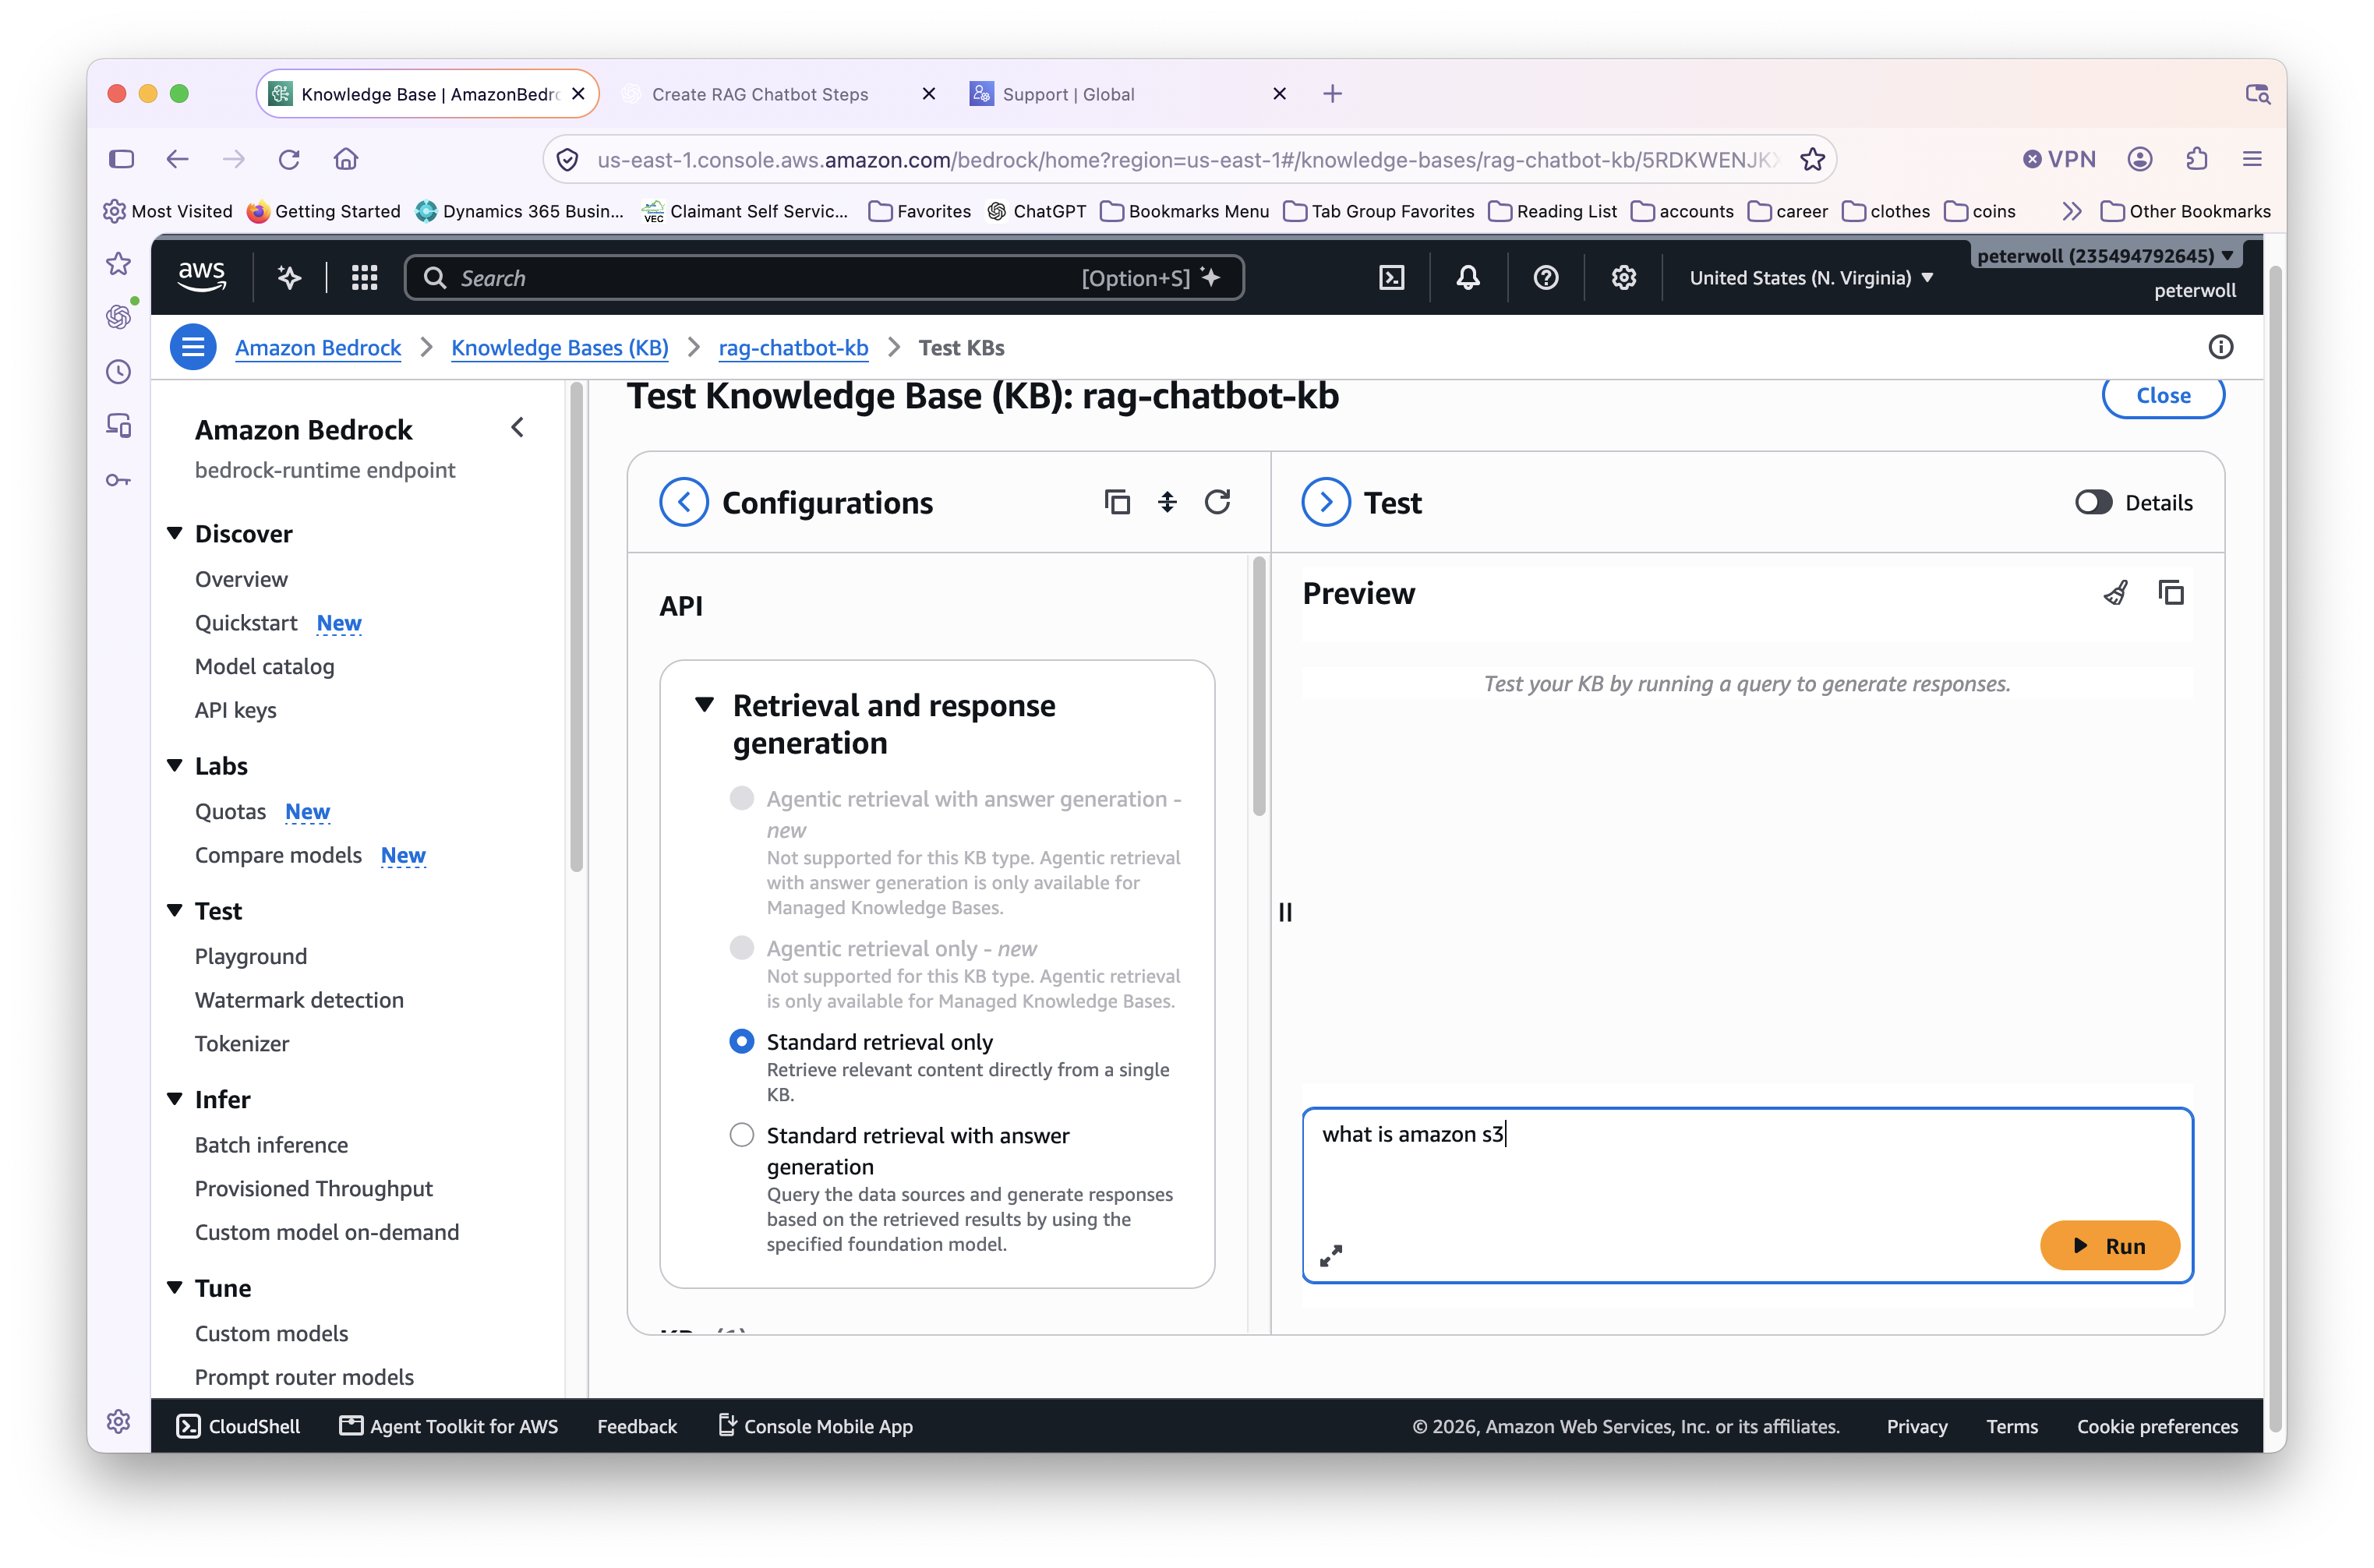 Knowledge Base | AmazonBedro
Create RAG Chatbot Steps
Support | Global
us-east-1.console.aws.amazon.com/bedrock/home?region=us-east-1#/knowledge-bases/rag-chatbot-kb/5RDKWENJKX
VPN
Most Visited
Getting Started
Dynamics 365 Busin...
VEC
Claimant Self Servic...
Favorites
ChatGPT
Bookmarks Menu
Tab Group Favorites
Reading List
accounts
career
clothes
coins
Other Bookmarks
aws
Search
[Option+S]
United States (N. Virginia)
peterwoll (235494792645)
peterwoll
Amazon Bedrock
Knowledge Bases (KB)
rag-chatbot-kb
Test KBs
Amazon Bedrock
bedrock-runtime endpoint
Discover
Overview
Quickstart New
Model catalog
API keys
Labs
Quotas New
Compare models New
Test
Playground
Watermark detection
Tokenizer
Infer
Batch inference
Provisioned Throughput
Custom model on-demand
Tune
Custom models
Prompt router models
Test Knowledge Base (KB): rag-chatbot-kb
Close
Configurations
API
Retrieval and response
generation
Agentic retrieval with answer generation -
new
Not supported for this KB type. Agentic retrieval
with answer generation is only available for
Managed Knowledge Bases.
Agentic retrieval only - new
Not supported for this KB type. Agentic retrieval
is only available for Managed Knowledge Bases.
Standard retrieval only
Retrieve relevant content directly from a single
KB.
Standard retrieval with answer
generation
Query the data sources and generate responses
based on the retrieved results by using the
specified foundation model.
Test
Details
Preview
Test your KB by running a query to generate responses.
what is amazon s3
Run
CloudShell
Agent Toolkit for AWS
Feedback
Console Mobile App
© 2026, Amazon Web Services, Inc. or its affiliates.
Privacy
Terms
Cookie preferences